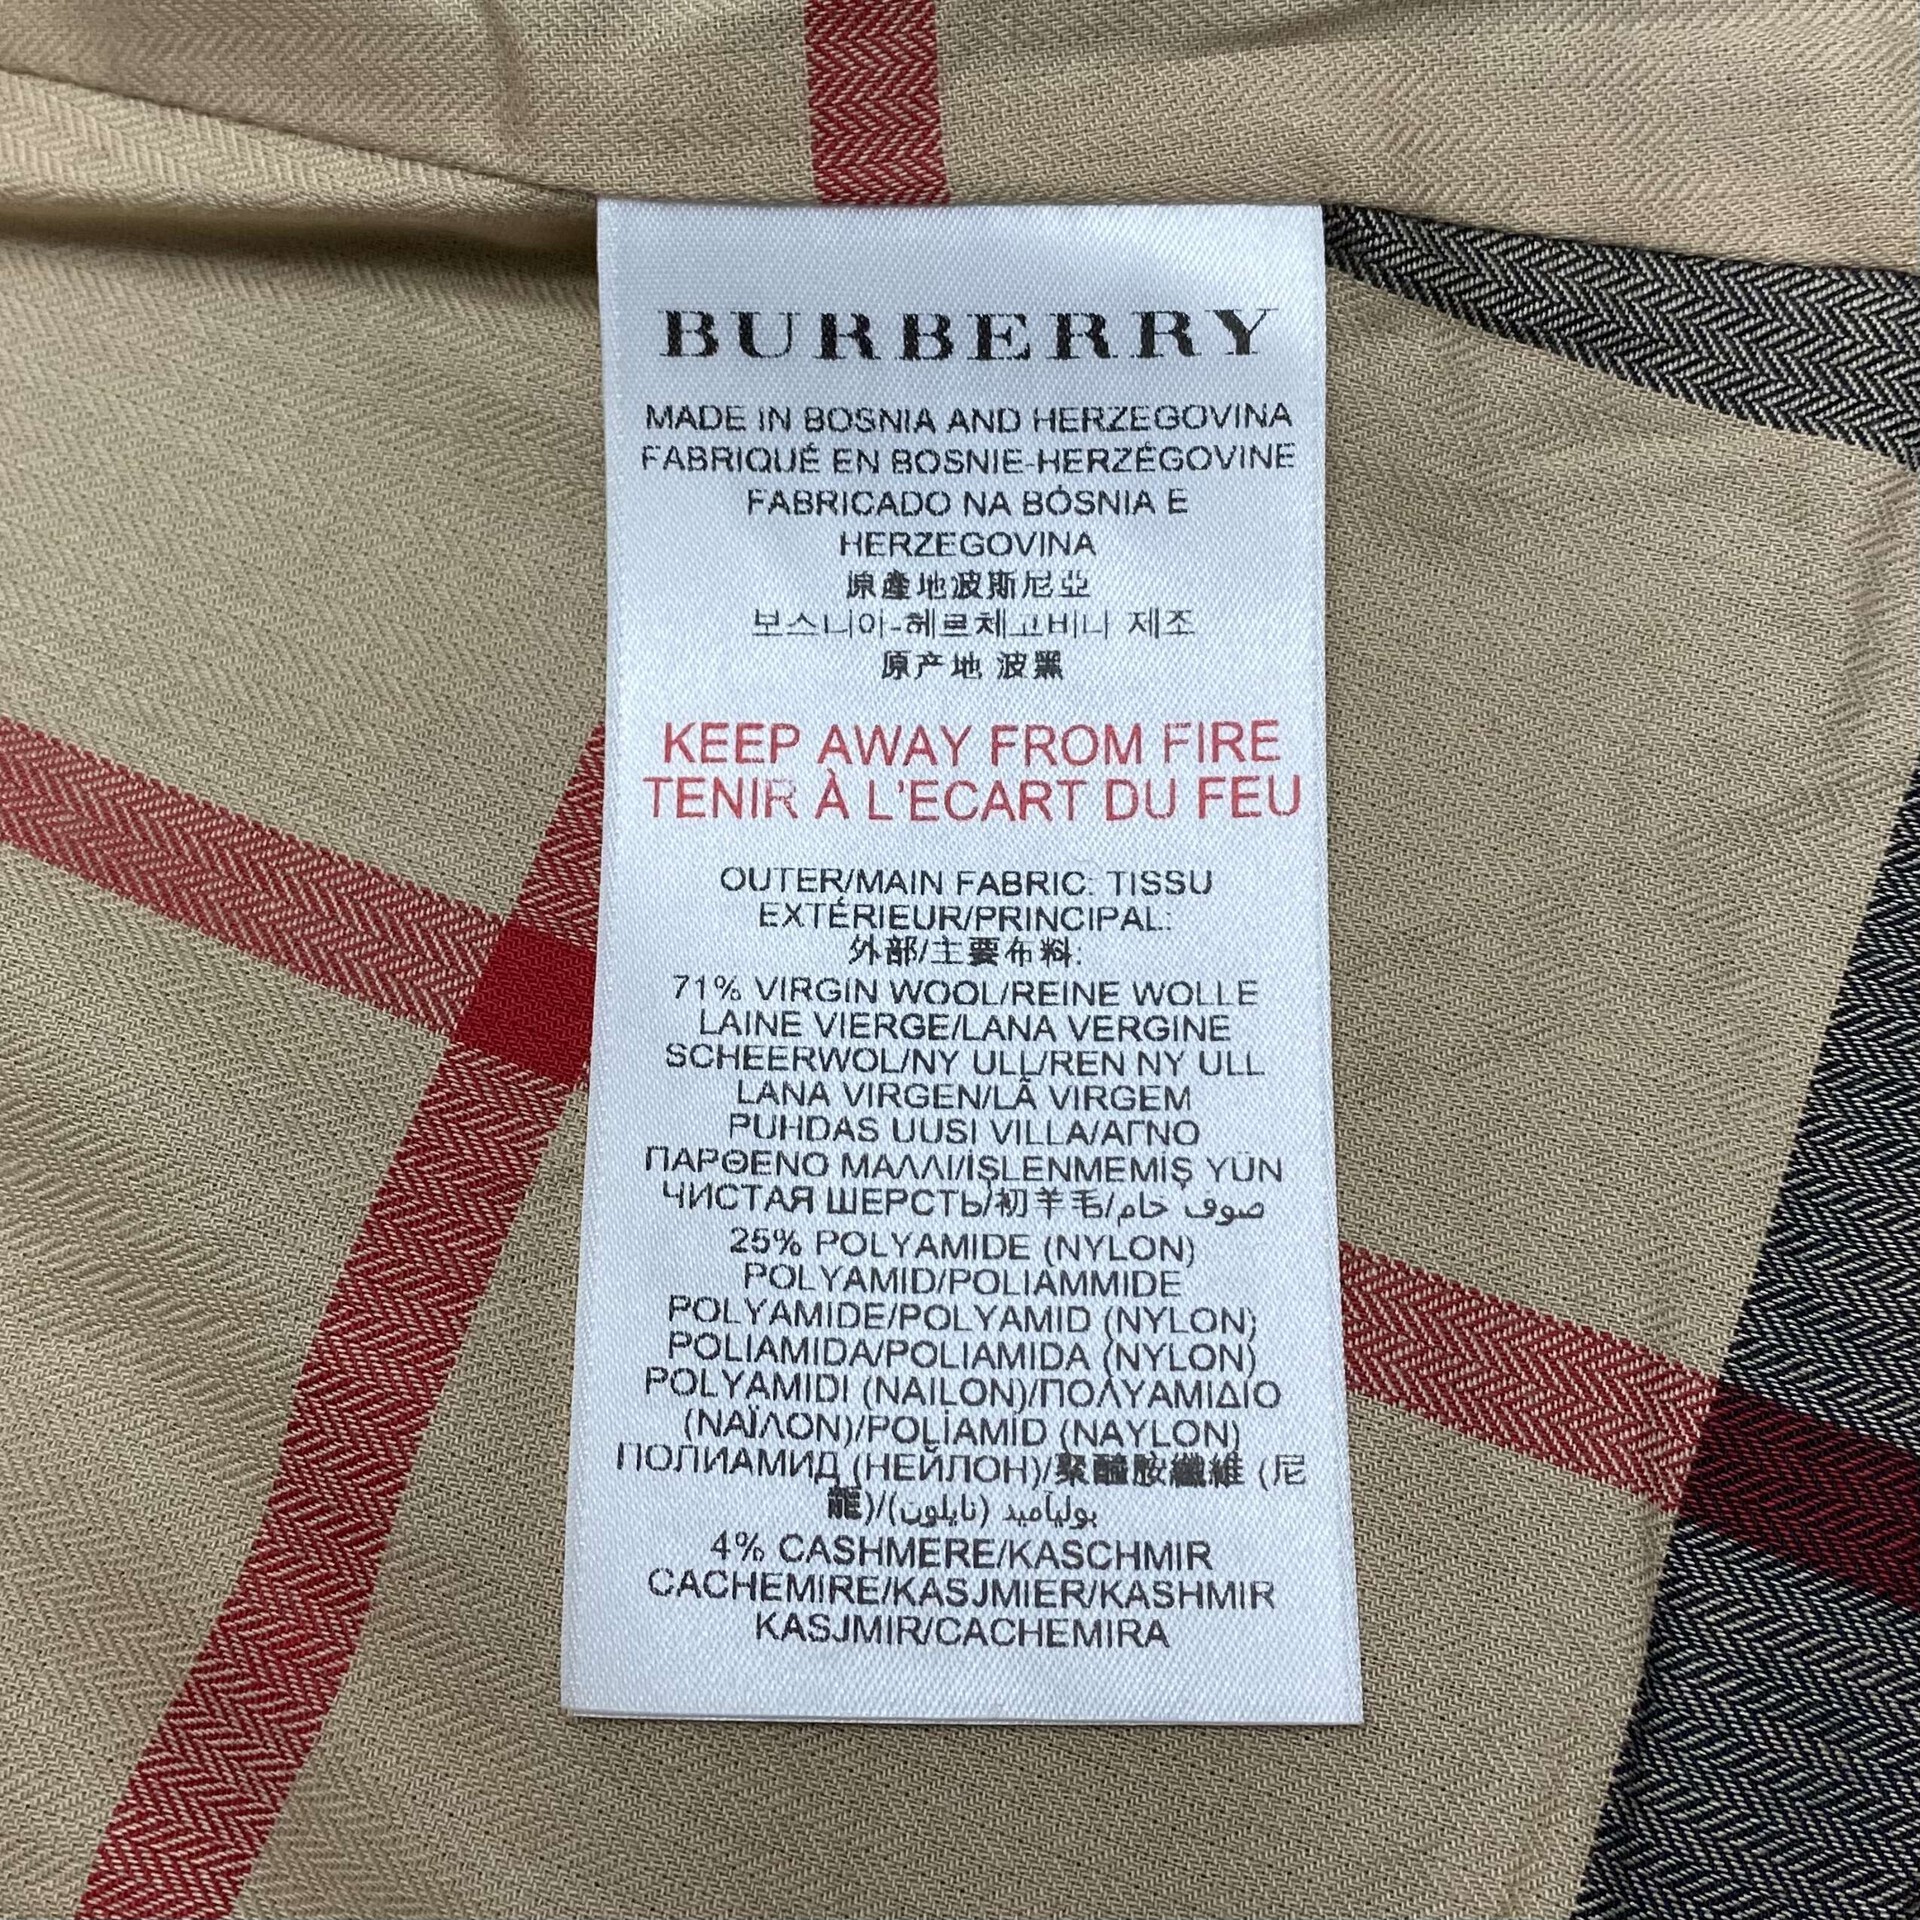 BURBERRY
MADE IN BOSNIA AND HERZEGOVINA
FABRIQUÉ EN BOSNIE-HERZÉGOVINE
FABRICADO NA BÓSNIA E
HERZEGOVINA
原產地波斯尼亞
보스니아-헤르체고비나 제조
原产地 波黑
KEEP AWAY FROM FIRE
TENIR À L'ECART DU FEU
OUTER/MAIN FABRIC: TISSU
EXTÉRIEUR/PRINCIPAL:
外部/主要布料:
71% VIRGIN WOOL/REINE WOLLE
LAINE VIERGE/LANA VERGINE
SCHEERWOL/NY ULL/REN NY ULL
LANA VIRGEN/LÃ VIRGEM
PUHDAS UUSI VILLA/ΑΓΝΟ
ΠΑΡΘΕΝΟ ΜΑΛΛΙ/İŞLENMEMİŞ YÜN
ЧИСТАЯ ШЕРСТЬ/初羊毛/صوف خام
25% POLYAMIDE (NYLON)
POLYAMID/POLIAMMIDE
POLYAMIDE/POLYAMID (NYLON)
POLIAMIDA/POLIAMIDA (NYLON)
POLYAMIDI (NAILON)/ΠΟΛΥΑΜΙΔΙΟ
(ΝΑΪΛΟΝ)/POLİAMİD (NAYLON)
ПОЛИАМИД (НЕЙЛОН)/聚醯胺纖維 (尼
龍)/بولياميد (نايلون)
4% CASHMERE/KASCHMIR
CACHEMIRE/KASJMIER/KASHMIR
KASJMIR/CACHEMIRA